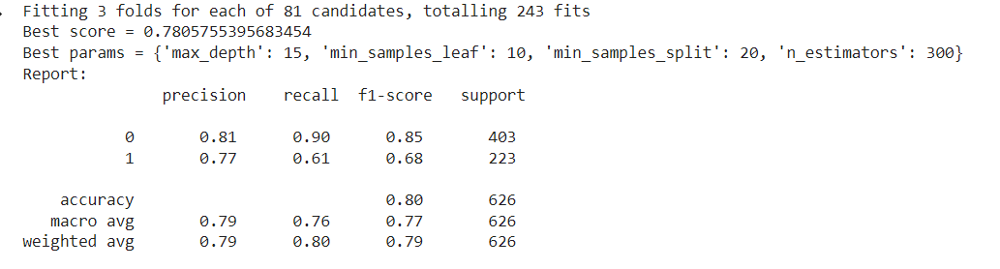 Fitting 3 folds for each of 81 candidates, totalling 243 fits
Best score = 0.7805755395683454
Best params = {'max_depth': 15, 'min_samples_leaf': 10, 'min_samples_split': 20, 'n_estimators': 300}
Report:
precision recall f1-score support
0 0.81 0.90 0.85 403
1 0.77 0.61 0.68 223
accuracy 0.80 626
macro avg 0.79 0.76 0.77 626
weighted avg 0.79 0.80 0.79 626